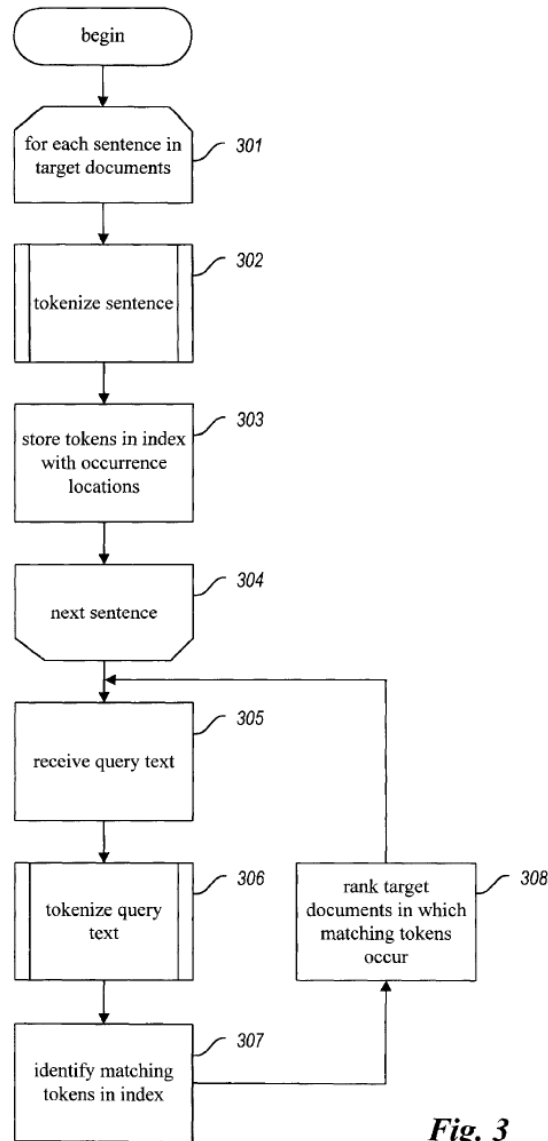 begin
for each sentence in
target documents
301
tokenize sentence
302
store tokens in index
with occurrence
locations
303
next sentence
304
receive query text
305
tokenize query
text
306
rank target
documents in which
matching tokens
occur
308
identify matching
tokens in index
307
Fig. 3